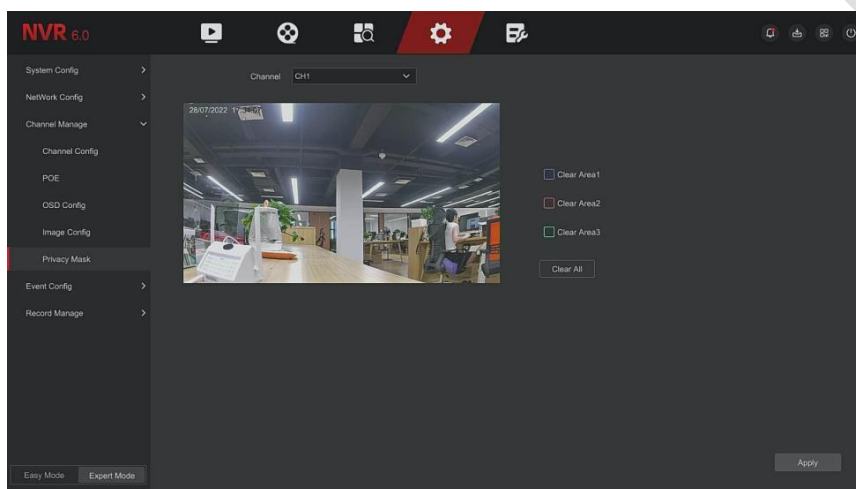 NVR 6.0
System Config
NetWork Config
Channel Manage
Channel Config
POE
OSD Config
Image Config
Privacy Mask
Event Config
Record Manage
Easy Mode Expert Mode
Channel CH1
28/07/2022
Clear Area1
Clear Area2
Clear Area3
Clear All
Apply